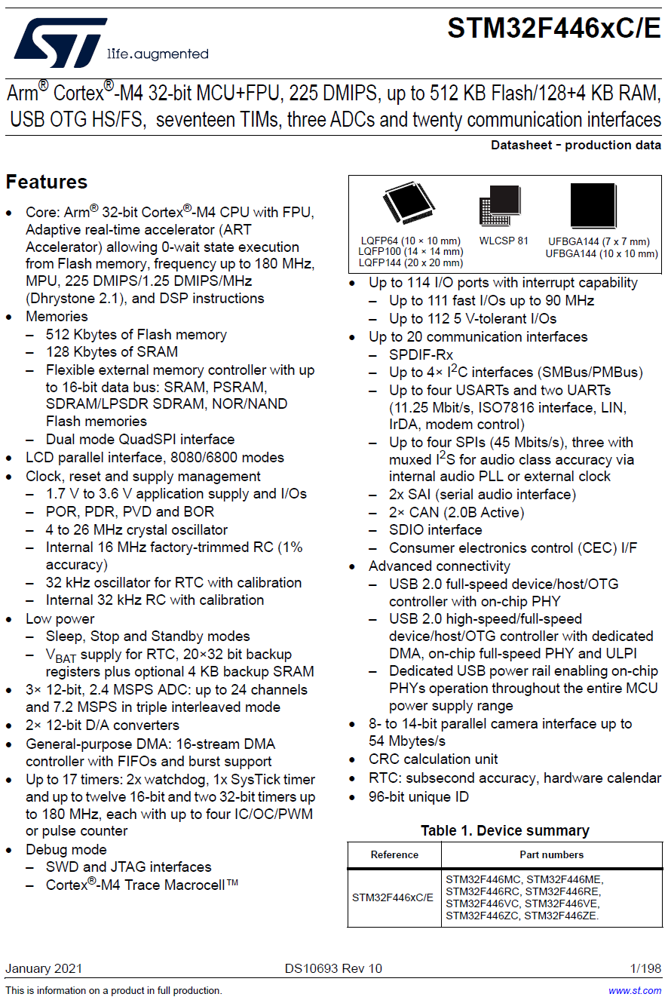 STM32F446xC/E
ST life.augmented
Arm® Cortex®-M4 32-bit MCU+FPU, 225 DMIPS, up to 512 KB Flash/128+4 KB RAM,
USB OTG HS/FS, seventeen TIMs, three ADCs and twenty communication interfaces
Datasheet - production data
Features
• Core: Arm® 32-bit Cortex®-M4 CPU with FPU,
Adaptive real-time accelerator (ART
Accelerator) allowing 0-wait state execution
from Flash memory, frequency up to 180 MHz,
MPU, 225 DMIPS/1.25 DMIPS/MHz
(Dhrystone 2.1), and DSP instructions
• Memories
– 512 Kbytes of Flash memory
– 128 Kbytes of SRAM
– Flexible external memory controller with up
to 16-bit data bus: SRAM, PSRAM,
SDRAM/LPSDR SDRAM, NOR/NAND
Flash memories
– Dual mode QuadSPI interface
• LCD parallel interface, 8080/6800 modes
• Clock, reset and supply management
– 1.7 V to 3.6 V application supply and I/Os
– POR, PDR, PVD and BOR
– 4 to 26 MHz crystal oscillator
– Internal 16 MHz factory-trimmed RC (1%
accuracy)
– 32 kHz oscillator for RTC with calibration
– Internal 32 kHz RC with calibration
• Low power
– Sleep, Stop and Standby modes
– VBAT supply for RTC, 20×32 bit backup
registers plus optional 4 KB backup SRAM
• 3× 12-bit, 2.4 MSPS ADC: up to 24 channels
and 7.2 MSPS in triple interleaved mode
• 2× 12-bit D/A converters
• General-purpose DMA: 16-stream DMA
controller with FIFOs and burst support
• Up to 17 timers: 2x watchdog, 1x SysTick timer
and up to twelve 16-bit and two 32-bit timers up
to 180 MHz, each with up to four IC/OC/PWM
or pulse counter
• Debug mode
– SWD and JTAG interfaces
– Cortex®-M4 Trace Macrocell™
LQFP64 (10 × 10 mm)
LQFP100 (14 × 14 mm)
LQFP144 (20 x 20 mm)
WLCSP 81
UFBGA144 (7 x 7 mm)
UFBGA144 (10 x 10 mm)
• Up to 114 I/O ports with interrupt capability
– Up to 111 fast I/Os up to 90 MHz
– Up to 112 5 V-tolerant I/Os
• Up to 20 communication interfaces
– SPDIF-Rx
– Up to 4× I²C interfaces (SMBus/PMBus)
– Up to four USARTs and two UARTs
(11.25 Mbit/s, ISO7816 interface, LIN,
IrDA, modem control)
– Up to four SPIs (45 Mbits/s), three with
muxed I²S for audio class accuracy via
internal audio PLL or external clock
– 2x SAI (serial audio interface)
– 2× CAN (2.0B Active)
– SDIO interface
– Consumer electronics control (CEC) I/F
• Advanced connectivity
– USB 2.0 full-speed device/host/OTG
controller with on-chip PHY
– USB 2.0 high-speed/full-speed
device/host/OTG controller with dedicated
DMA, on-chip full-speed PHY and ULPI
– Dedicated USB power rail enabling on-chip
PHYs operation throughout the entire MCU
power supply range
• 8- to 14-bit parallel camera interface up to
54 Mbytes/s
• CRC calculation unit
• RTC: subsecond accuracy, hardware calendar
• 96-bit unique ID
Table 1. Device summary
Reference Part numbers
STM32F446xC/E
STM32F446MC, STM32F446ME,
STM32F446RC, STM32F446RE,
STM32F446VC, STM32F446VE,
STM32F446ZC, STM32F446ZE.
January 2021 DS10693 Rev 10 1/198
This is information on a product in full production. www.st.com